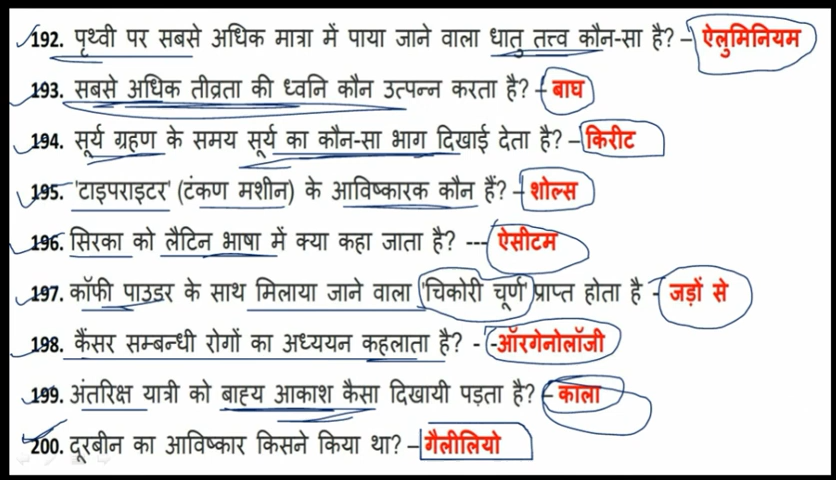 192. पृथ्वी पर सबसे अधिक मात्रा में पाया जाने वाला धातु तत्त्व कौन-सा है? – ऐलुमिनियम
193. सबसे अधिक तीव्रता की ध्वनि कौन उत्पन्न करता है? – बाघ
194. सूर्य ग्रहण के समय सूर्य का कौन-सा भाग दिखाई देता है? – किरीट
195. 'टाइपराइटर' (टंकण मशीन) के आविष्कारक कौन हैं? – शोल्स
196. सिरका को लैटिन भाषा में क्या कहा जाता है? --- ऐसीटम
197. कॉफी पाउडर के साथ मिलाया जाने वाला 'चिकोरी चूर्ण' प्राप्त होता है - जड़ों से
198. कैंसर सम्बन्धी रोगों का अध्ययन कहलाता है? - -ऑरगेनोलॉजी
199. अंतरिक्ष यात्री को बाह्य आकाश कैसा दिखायी पड़ता है? – काला
200. दूरबीन का आविष्कार किसने किया था? – गैलीलियो